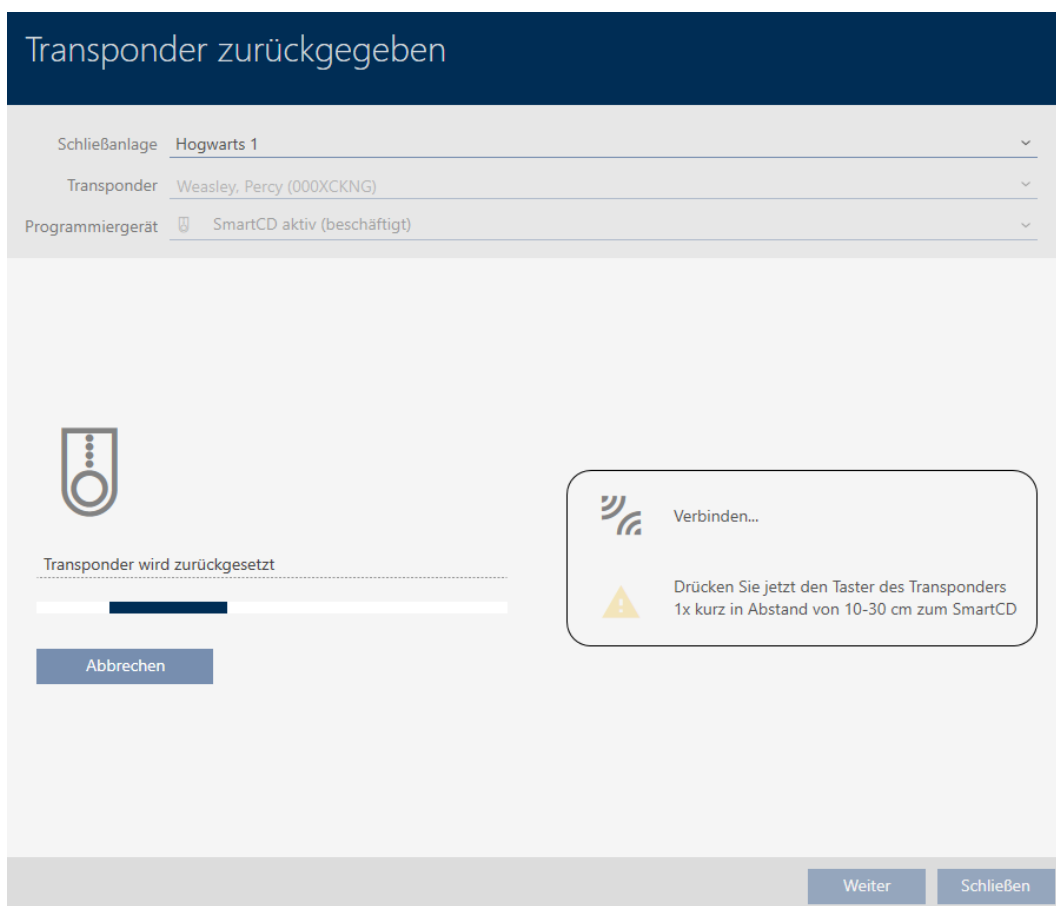 Transponder zurückgegeben
Schließanlage Hogwarts 1
Transponder Weasley, Percy (000XCKNG)
Programmiergerät SmartCD aktiv (beschäftigt)
Verbinden...
Transponder wird zurückgesetzt
Drücken Sie jetzt den Taster des Transponders
1x kurz in Abstand von 10-30 cm zum SmartCD
Abbrechen
Weiter Schließen